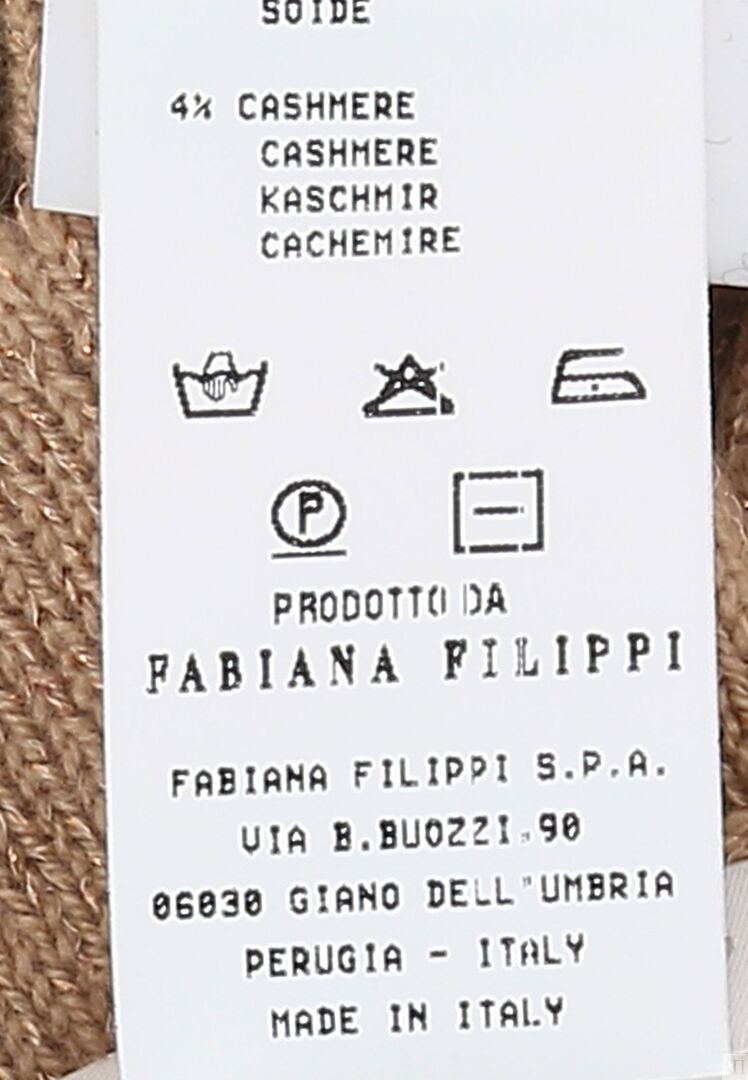 SOIDE
4% CASHMERE
CASHMERE
KASCHMIR
CACHEMIRE
P
PRODOTTO DA
FABIANA FILIPPI
FABIANA FILIPPI S.P.A.
VIA B.BUOZZI,90
06030 GIANO DELL"UMBRIA
PERUGIA - ITALY
MADE IN ITALY